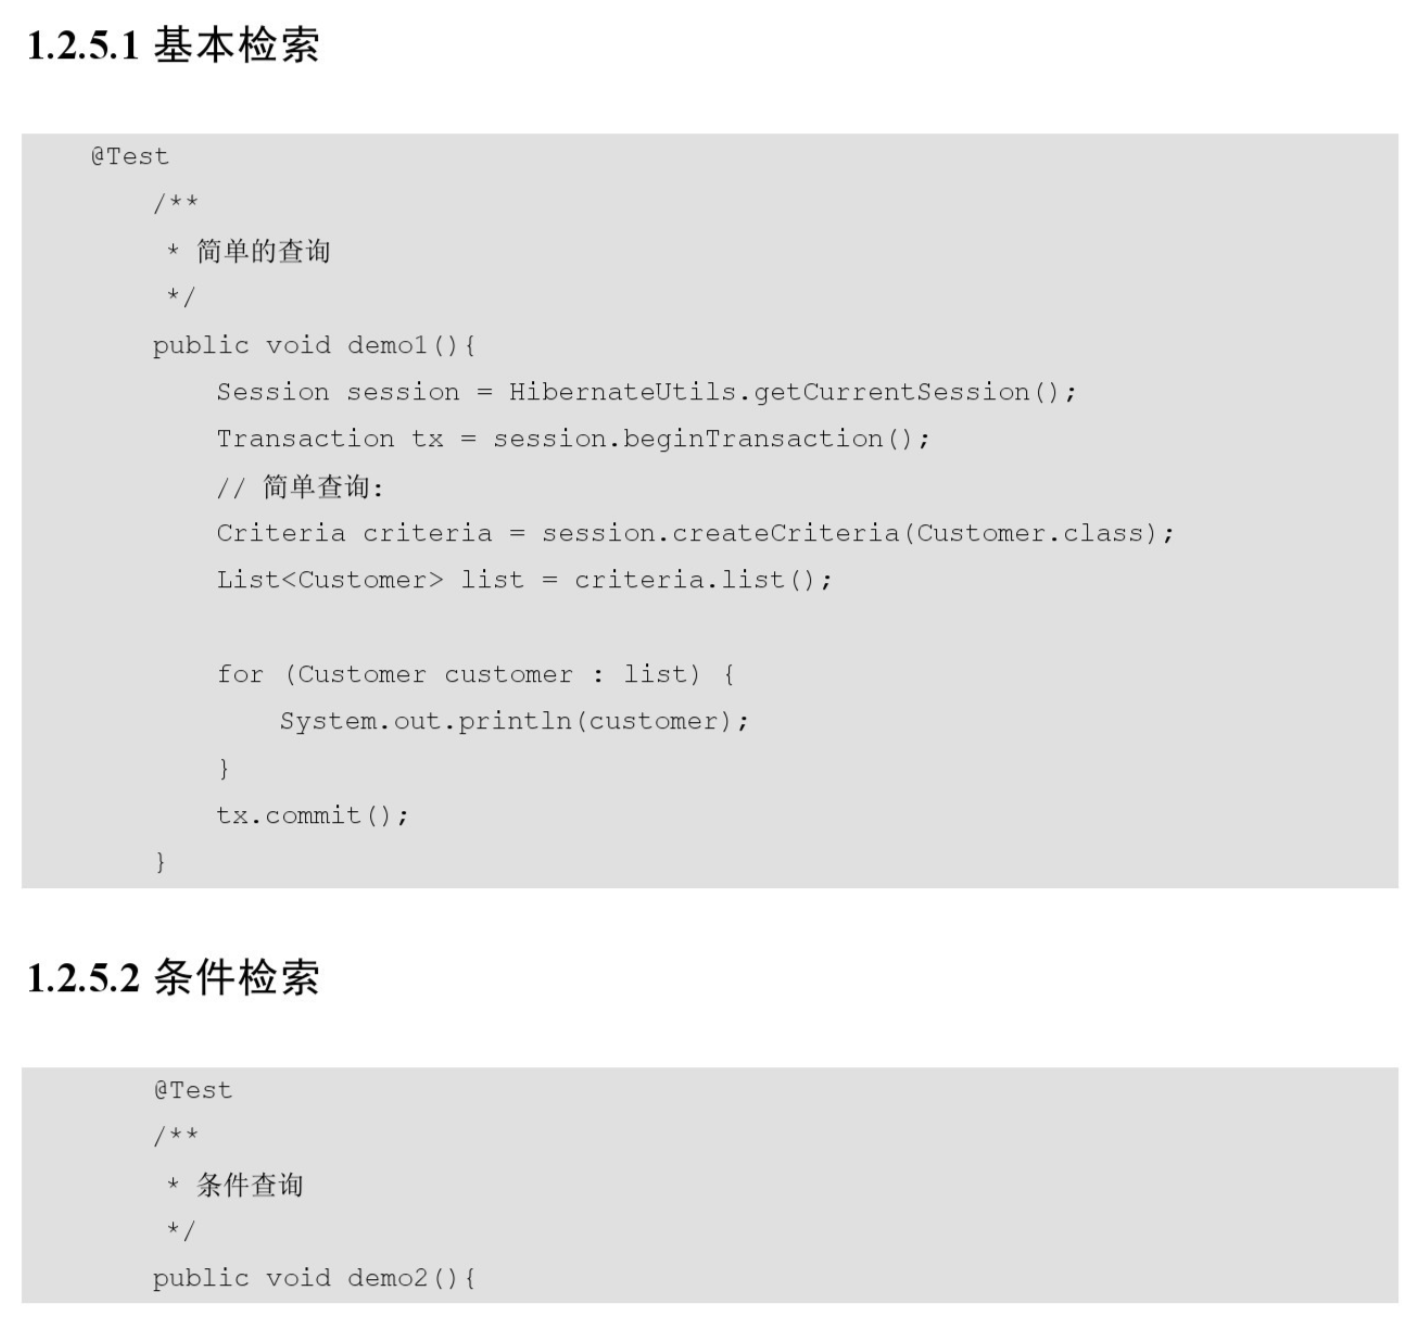 1.2.5.1 基本检索
@Test
/**
* 简单的查询
*/
public void demo1(){
Session session = HibernateUtils.getCurrentSession();
Transaction tx = session.beginTransaction();
// 简单查询:
Criteria criteria = session.createCriteria(Customer.class);
List<Customer> list = criteria.list();
for (Customer customer : list) {
System.out.println(customer);
}
tx.commit();
}
1.2.5.2 条件检索
@Test
/**
* 条件查询
*/
public void demo2(){